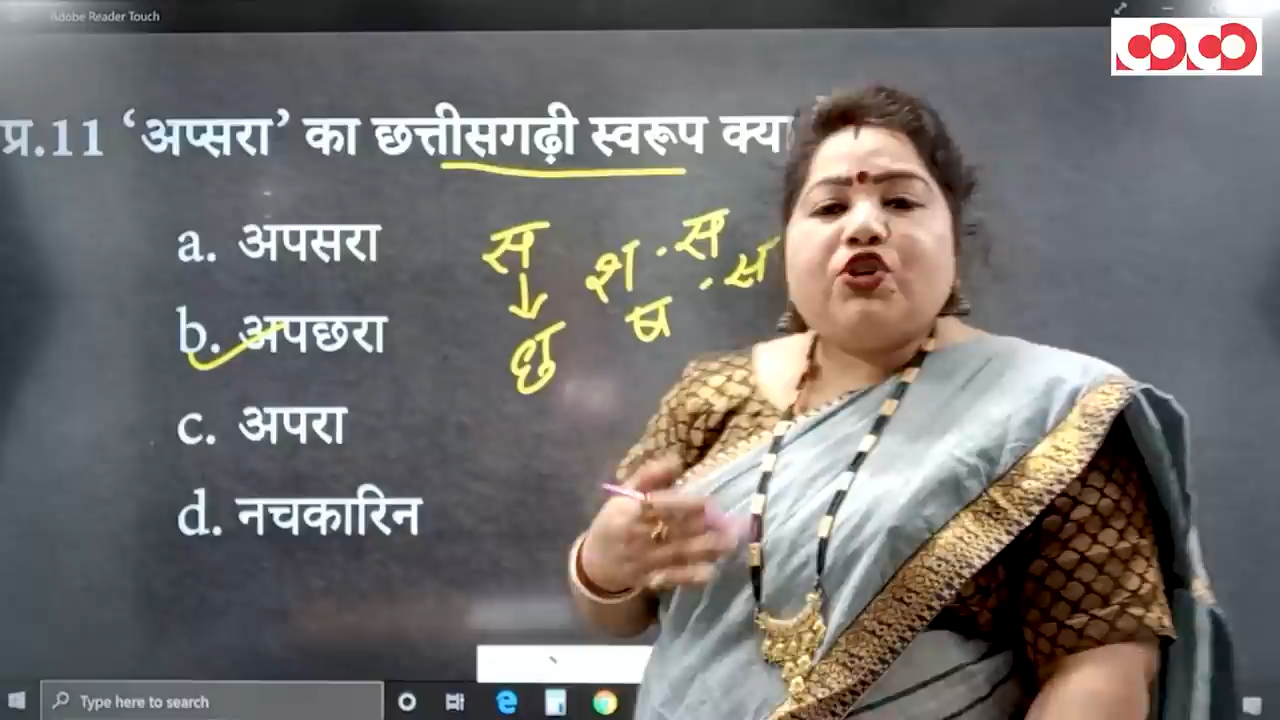 Adobe Reader Touch
प्र.11 ‘अप्सरा’ का छत्तीसगढ़ी स्वरूप क्या
a. अपसरा
b. अपछरा
c. अपरा
d. नचकारिन
स श . स
↓ ष . स
छ
Type here to search